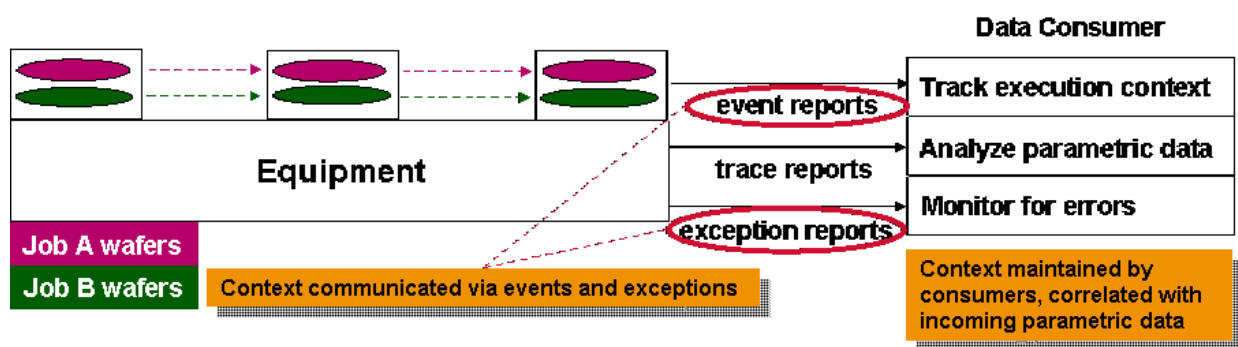 Data Consumer
event reports
Track execution context
Equipment
trace reports
Analyze parametric data
exception reports
Monitor for errors
Job A wafers
Job B wafers
Context communicated via events and exceptions
Context maintained by
consumers, correlated with
incoming parametric data